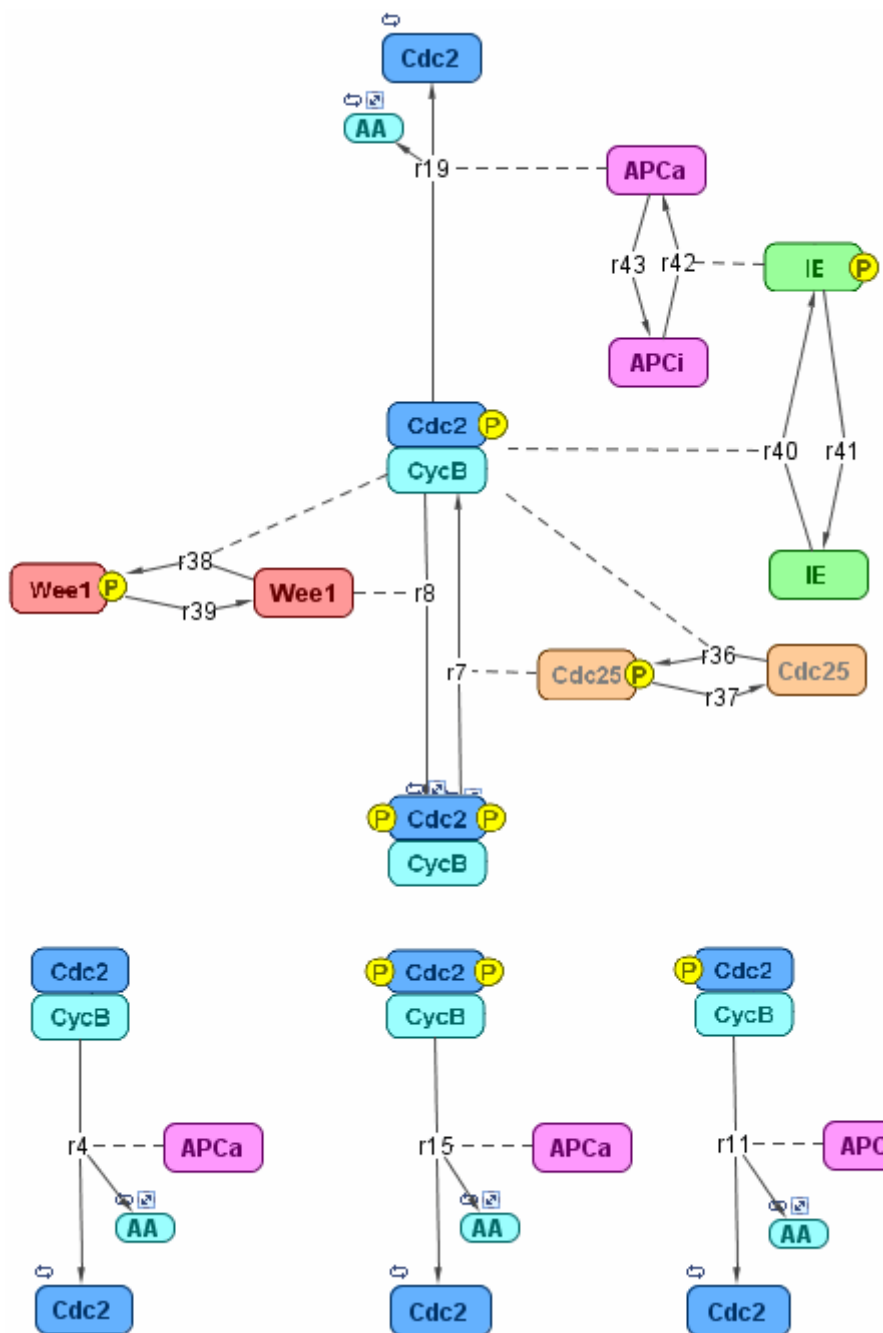 Cdc2
AA
r19
APCa
r43
r42
IE
P
APCi
Cdc2
P
CycB
r40
r41
r38
Wee1
P
r39
Wee1
r8
IE
r36
r7
Cdc25
P
r37
Cdc25
P
Cdc2
P
CycB
Cdc2
CycB
P
Cdc2
P
CycB
P
Cdc2
CycB
r4
APCa
r15
APCa
r11
APC
AA
AA
AA
Cdc2
Cdc2
Cdc2